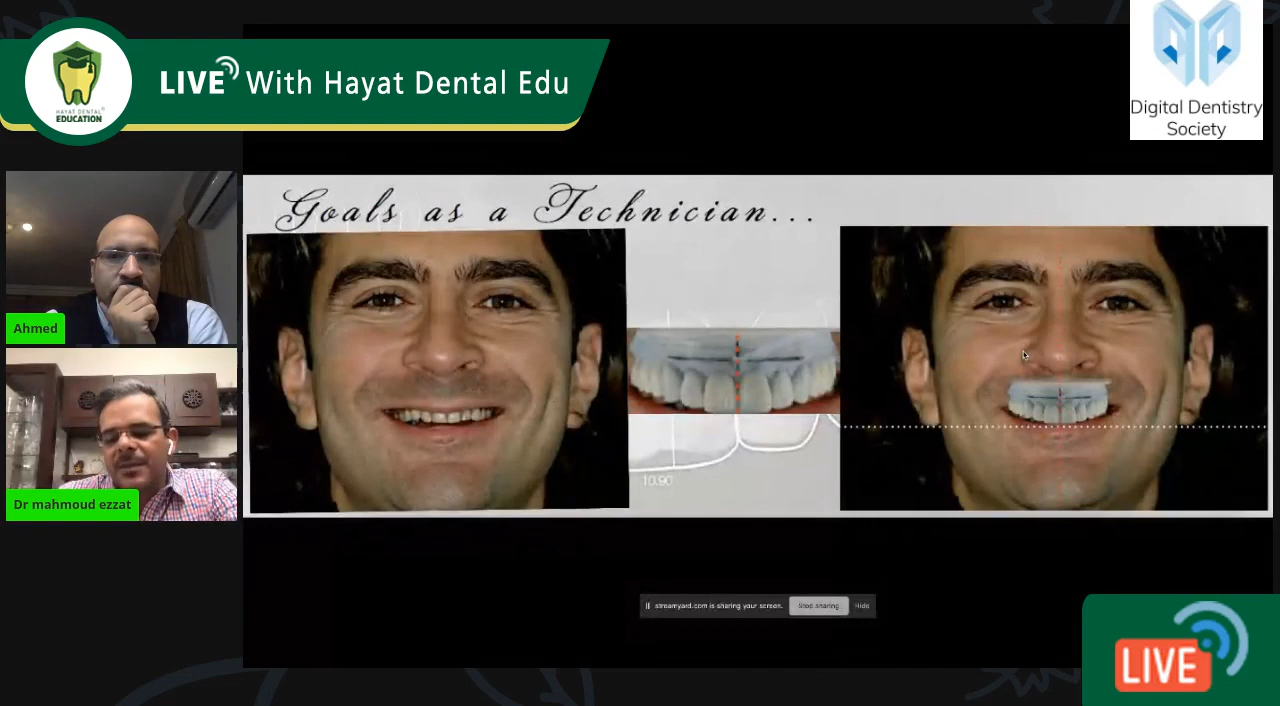 LIVE With Hayat Dental Edu
HAYAT DENTAL
EDUCATION
Digital Dentistry
Society
Goals as a Technician...
Ahmed
Dr mahmoud ezzat
10.90
streamyard.com is sharing your screen. Stop sharing Hide
LIVE